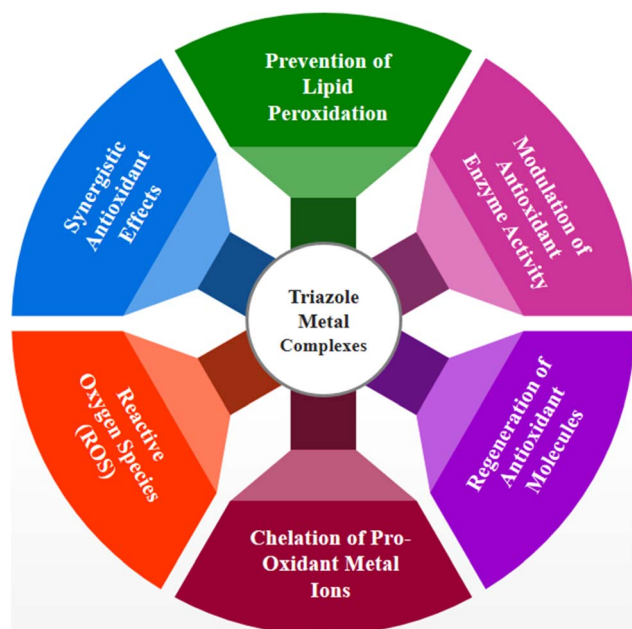 Prevention of
Lipid
Peroxidation
Modulation of
Antioxidant
Enzyme Activity
Regeneration of
Antioxidant
Molecules
Chelation of Pro-
Oxidant Metal
Ions
Reactive
Oxygen Species
(ROS)
Synergistic
Antioxidant
Effects
Triazole
Metal
Complexes